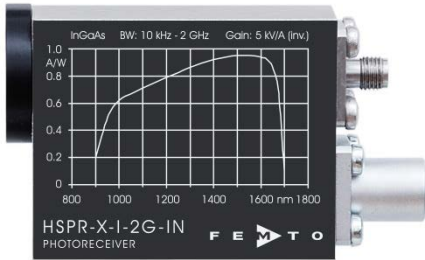 InGaAs BW: 10 kHz - 2 GHz Gain: 5 kV/A (inv.)
1.0
A/W
0.8
0.6
0.4
0.2
0
800 1000 1200 1400 1600 nm 1800
HSPR-X-I-2G-IN
PHOTORECEIVER
FEMTO